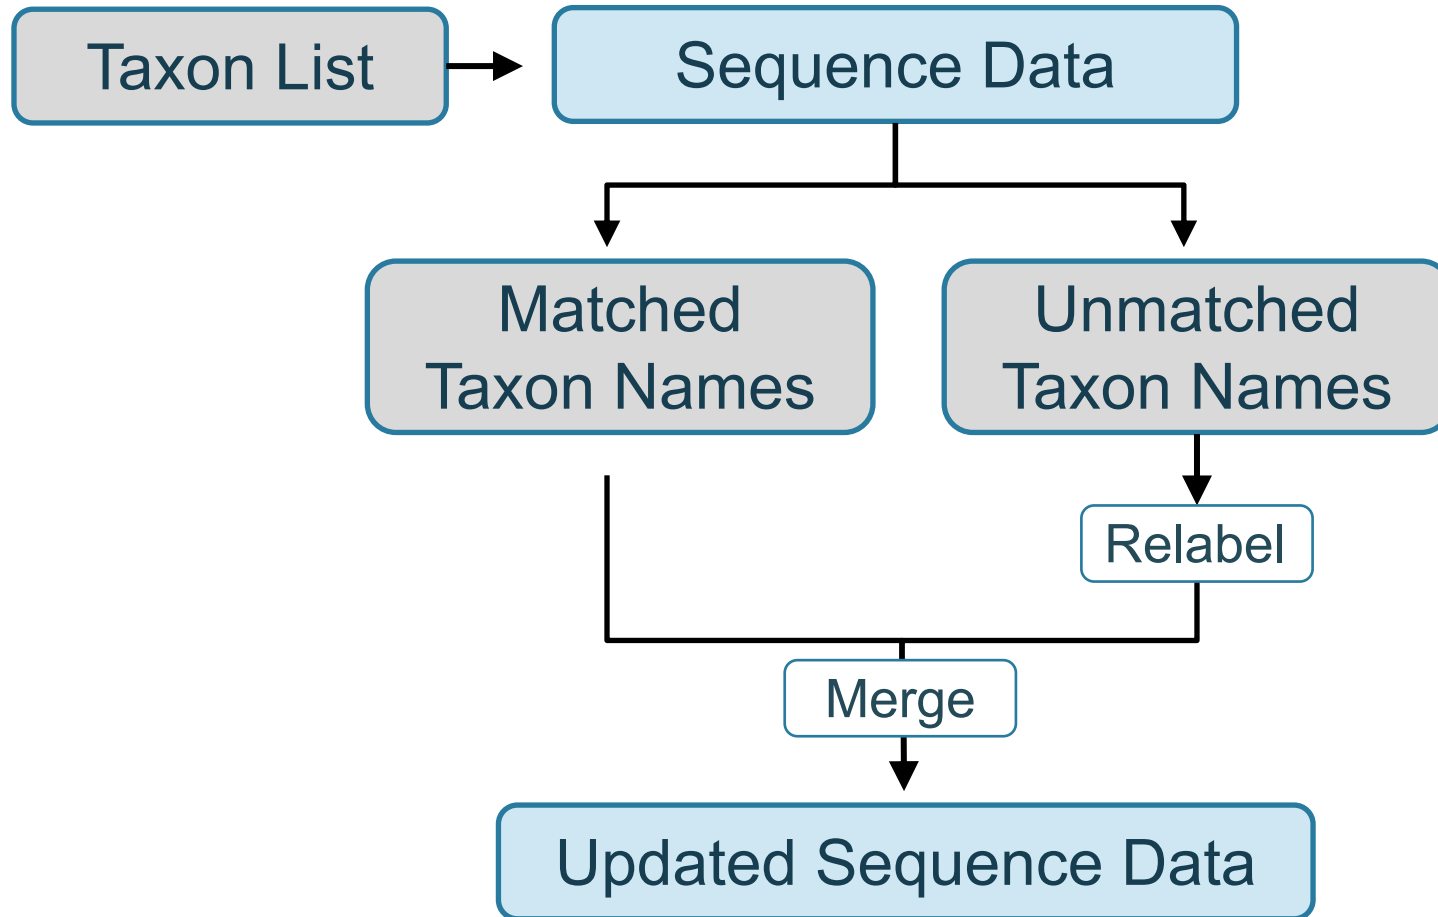 Taxon List
Sequence Data
Matched
Taxon Names
Unmatched
Taxon Names
Relabel
Merge
Updated Sequence Data